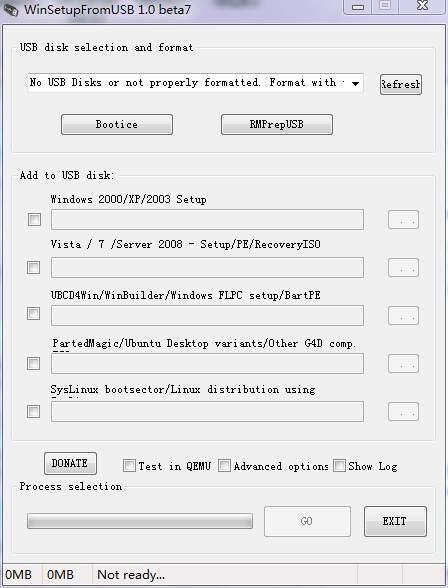 WinSetupFromUSB 1.0 beta7
USB disk selection and format
No USB Disks or not properly formatted. Format with
Refresh
Bootice
RMPrepUSB
Add to USB disk:
Windows 2000/XP/2003 Setup
. .
Vista / 7 /Server 2008 - Setup/PE/RecoveryISO
. .
UBCD4Win/WinBuilder/Windows FLPC setup/BartPE
. .
PartedMagic/Ubuntu Desktop variants/Other G4D comp.
. .
SysLinux bootsector/Linux distribution using
. .
DONATE
Test in QEMU
Advanced options
Show Log
Process selection
GO
EXIT
0MB 0MB Not ready...